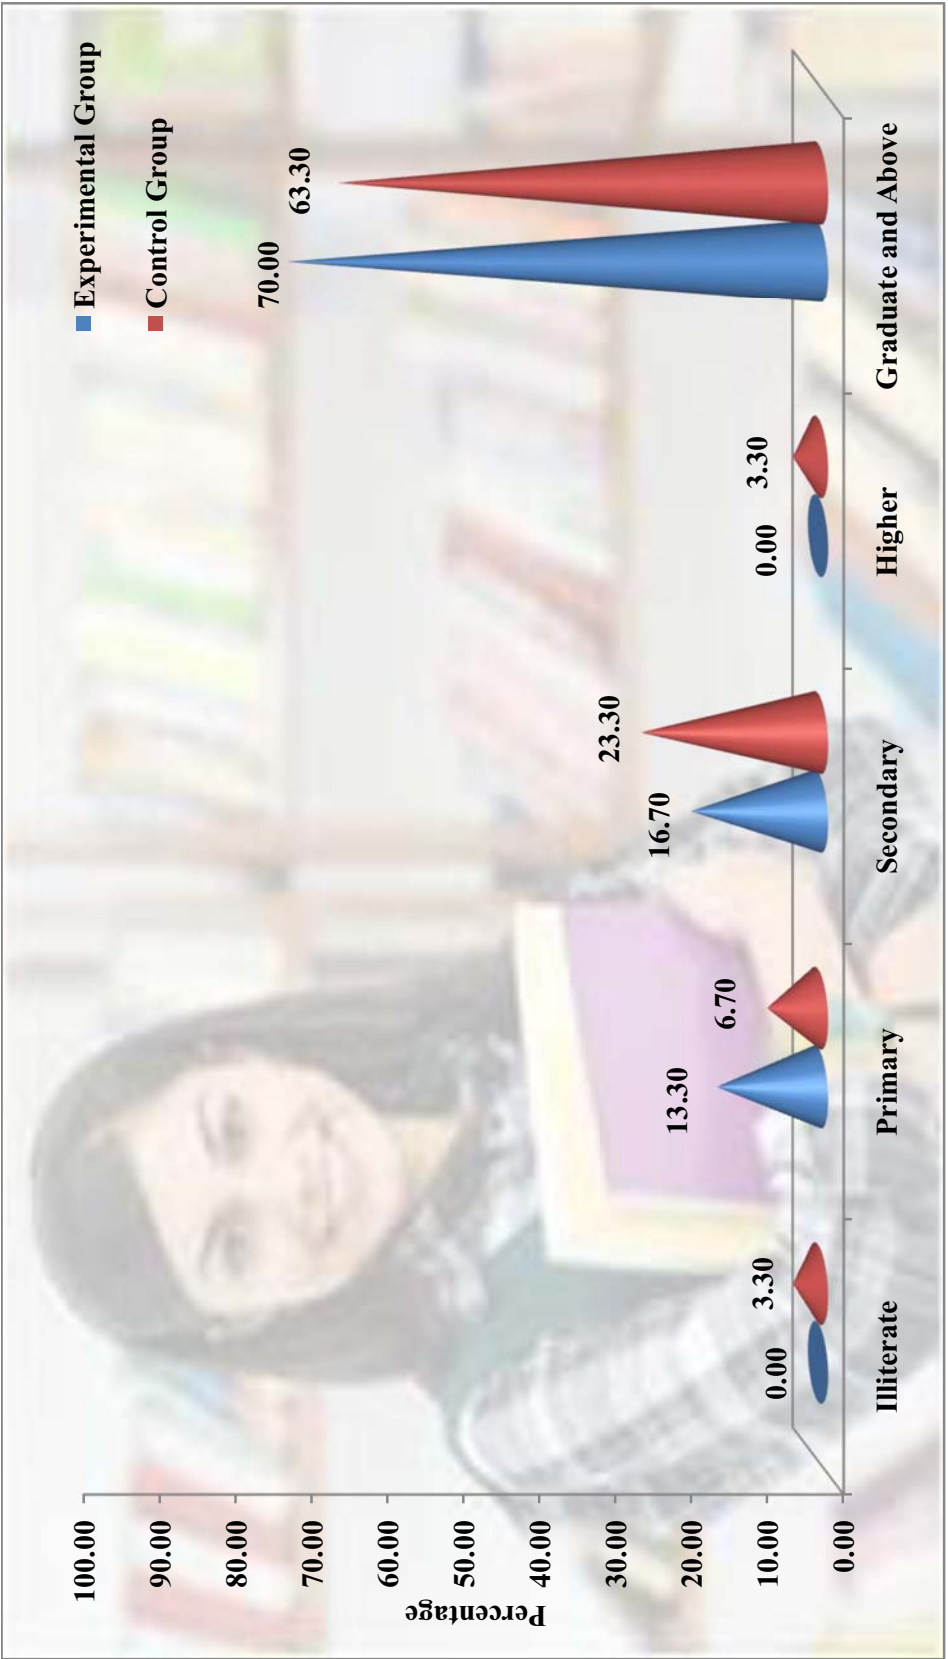 Experimental Group
Control Group
100.00
90.00
80.00
70.00
60.00
50.00
40.00
30.00
20.00
10.00
0.00
Percentage
0.00
3.30
13.30
6.70
16.70
23.30
0.00
3.30
70.00
63.30
Illiterate
Primary
Secondary
Higher
Graduate and Above